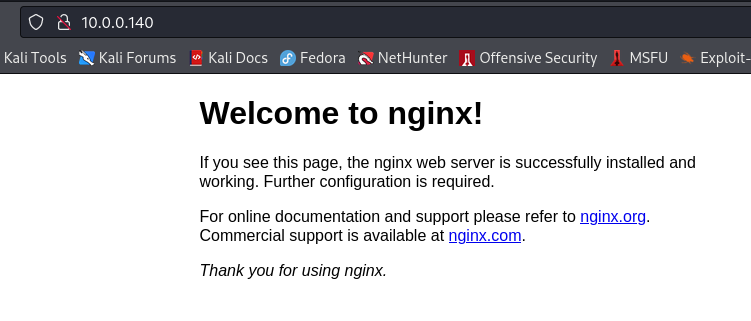 10.0.0.140
Kali Tools Kali Forums Kali Docs Fedora NetHunter Offensive Security MSFU Exploit-
Welcome to nginx!
If you see this page, the nginx web server is successfully installed and
working. Further configuration is required.
For online documentation and support please refer to nginx.org.
Commercial support is available at nginx.com.
Thank you for using nginx.